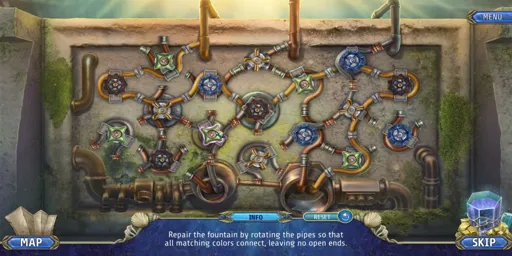 MENU
INFO
RESET
Repair the fountain by rotating the pipes so that
all matching colors connect, leaving no open ends.
MAP
SKIP